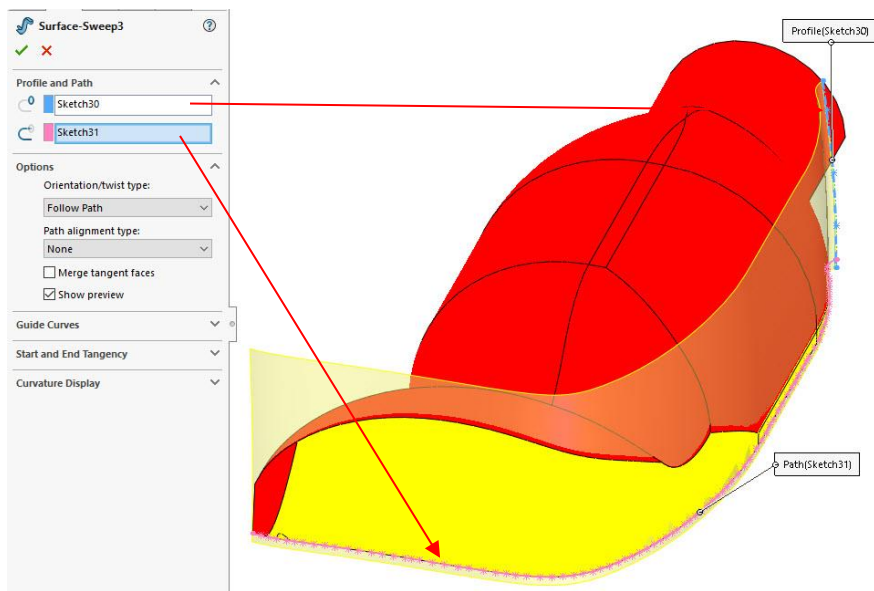 Surface-Sweep3
Profile and Path
Sketch30
Sketch31
Options
Orientation/twist type:
Follow Path
Path alignment type:
None
Merge tangent faces
Show preview
Guide Curves
Start and End Tangency
Curvature Display
Profile(Sketch30)
Path(Sketch31)